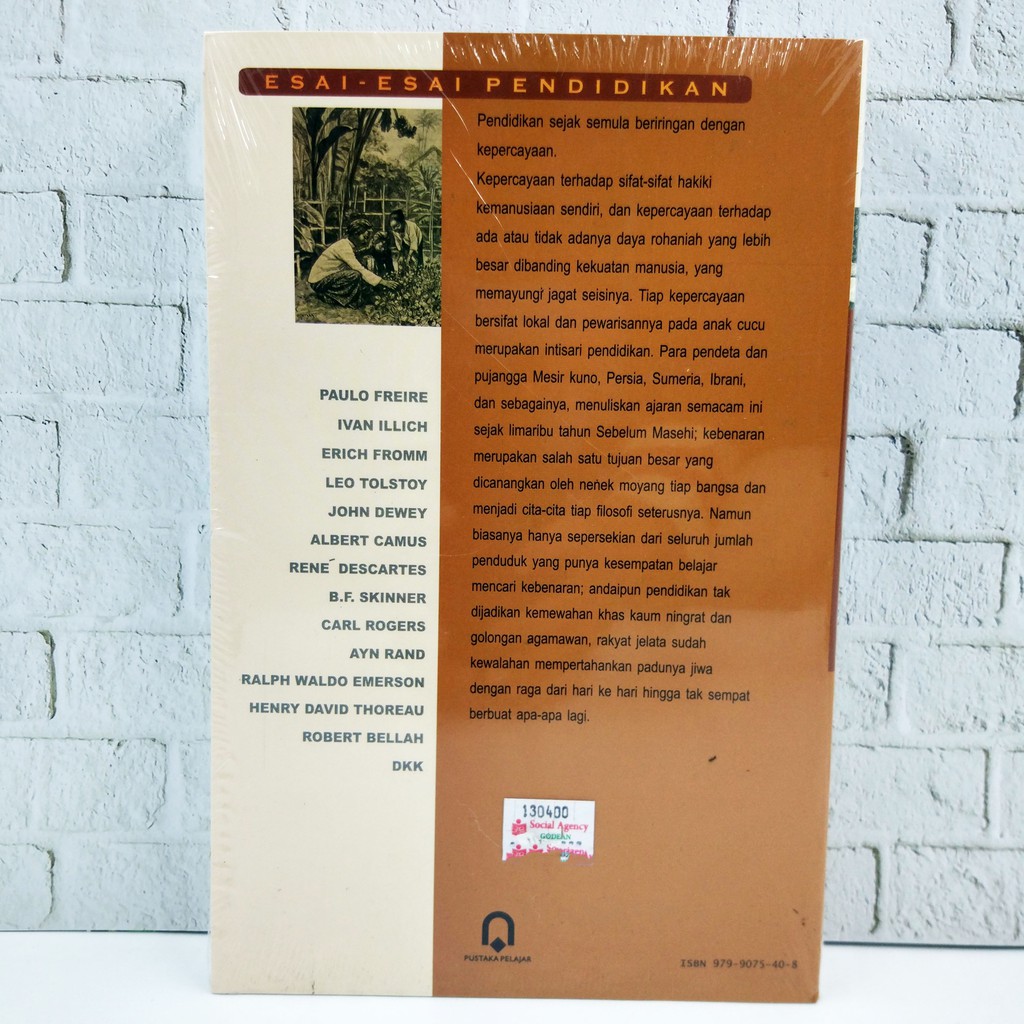 ESAI-ESAI PENDIDIKAN
Pendidikan sejak semula beriringan dengan
kepercayaan.
Kepercayaan terhadap sifat-sifat hakiki
kemanusiaan sendiri, dan kepercayaan terhadap
ada atau tidak adanya daya rohaniah yang lebih
besar dibanding kekuatan manusia, yang
memayungi jagat seisinya. Tiap kepercayaan
bersifat lokal dan pewarisannya pada anak cucu
merupakan intisari pendidikan. Para pendeta dan
pujangga Mesir kuno, Persia, Sumeria, Ibrani,
dan sebagainya, menuliskan ajaran semacam ini
sejak limaribu tahun Sebelum Masehi; kebenaran
merupakan salah satu tujuan besar yang
dicanangkan oleh nenek moyang tiap bangsa dan
menjadi cita-cita tiap filosofi seterusnya. Namun
biasanya hanya sepersekian dari seluruh jumlah
penduduk yang punya kesempatan belajar
mencari kebenaran; andaipun pendidikan tak
dijadikan kemewahan khas kaum ningrat dan
golongan agamawan, rakyat jelata sudah
kewalahan mempertahankan padunya jiwa
dengan raga dari hari ke hari hingga tak sempat
berbuat apa-apa lagi.
PAULO FREIRE
IVAN ILLICH
ERICH FROMM
LEO TOLSTOY
JOHN DEWEY
ALBERT CAMUS
RENE´ DESCARTES
B.F. SKINNER
CARL ROGERS
AYN RAND
RALPH WALDO EMERSON
HENRY DAVID THOREAU
ROBERT BELLAH
DKK
130400
Social Agency
GODEAN
PUSTAKA PELAJAR
ISBN 979-9075-40-8